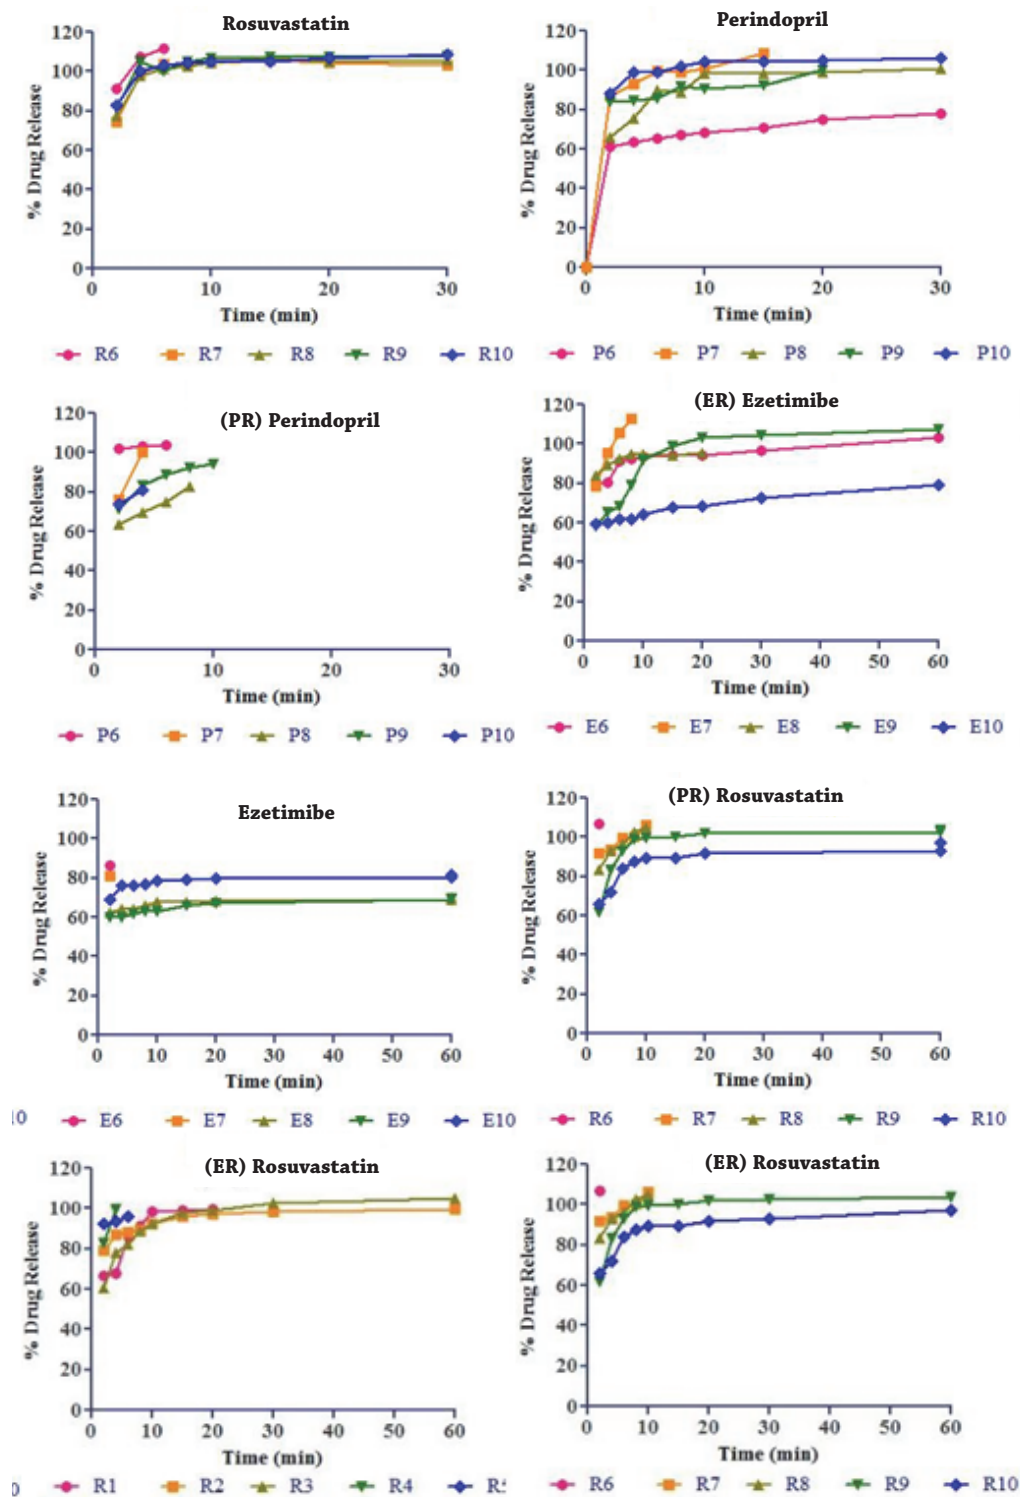 Rosuvastatin
120
100
80
60
40
20
0
% Drug Release
0 10 20 30
Time (min)
R6 R7 R8 R9 R10
Perindopril
120
100
80
60
40
20
0
% Drug Release
0 10 20 30
Time (min)
P6 P7 P8 P9 P10
(PR) Perindopril
120
100
80
60
40
20
0
% Drug Release
0 10 20 30
Time (min)
P6 P7 P8 P9 P10
(ER) Ezetimibe
120
100
80
60
40
20
0
% Drug Release
0 10 20 30 40 50 60
Time (min)
E6 E7 E8 E9 E10
Ezetimibe
120
100
80
60
40
20
0
% Drug Release
0 10 20 30 40 50 60
Time (min)
10 E6 E7 E8 E9 E10
(PR) Rosuvastatin
120
100
80
60
40
20
0
% Drug Release
0 10 20 30 40 50 60
Time (min)
R6 R7 R8 R9 R10
(ER) Rosuvastatin
120
100
80
60
40
20
0
% Drug Release
0 10 20 30 40 50 60
Time (min)
0 R1 R2 R3 R4 R5
(ER) Rosuvastatin
120
100
80
60
40
20
0
% Drug Release
0 10 20 30 40 50 60
Time (min)
R6 R7 R8 R9 R10